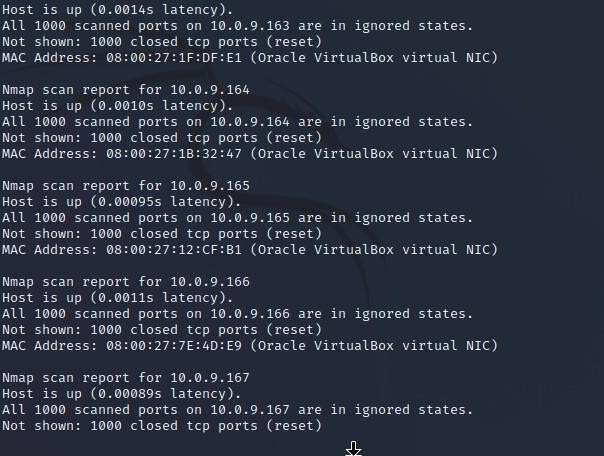 Host is up (0.0014s latency).
All 1000 scanned ports on 10.0.9.163 are in ignored states.
Not shown: 1000 closed tcp ports (reset)
MAC Address: 08:00:27:1F:DF:E1 (Oracle VirtualBox virtual NIC)
Nmap scan report for 10.0.9.164
Host is up (0.0010s latency).
All 1000 scanned ports on 10.0.9.164 are in ignored states.
Not shown: 1000 closed tcp ports (reset)
MAC Address: 08:00:27:1B:32:47 (Oracle VirtualBox virtual NIC)
Nmap scan report for 10.0.9.165
Host is up (0.00095s latency).
All 1000 scanned ports on 10.0.9.165 are in ignored states.
Not shown: 1000 closed tcp ports (reset)
MAC Address: 08:00:27:12:CF:B1 (Oracle VirtualBox virtual NIC)
Nmap scan report for 10.0.9.166
Host is up (0.0011s latency).
All 1000 scanned ports on 10.0.9.166 are in ignored states.
Not shown: 1000 closed tcp ports (reset)
MAC Address: 08:00:27:7E:4D:E9 (Oracle VirtualBox virtual NIC)
Nmap scan report for 10.0.9.167
Host is up (0.00089s latency).
All 1000 scanned ports on 10.0.9.167 are in ignored states.
Not shown: 1000 closed tcp ports (reset)